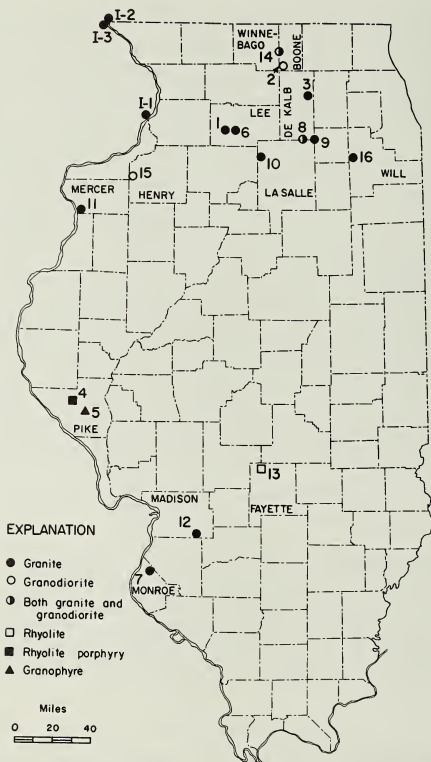 I-2
I-3
WINNE-
BAGO
BOONE
14
2
I-1
3
LEE
DE KALB
1
6
8
9
10
16
15
MERCER
HENRY
LA SALLE
WILL
11
4
5
PIKE
13
MADISON
FAYETTE
12
7
MONROE
EXPLANATION
Granite
Granodiorite
Both granite and
granodiorite
Rhyolite
Rhyolite porphyry
Granophyre
Miles
0 20 40